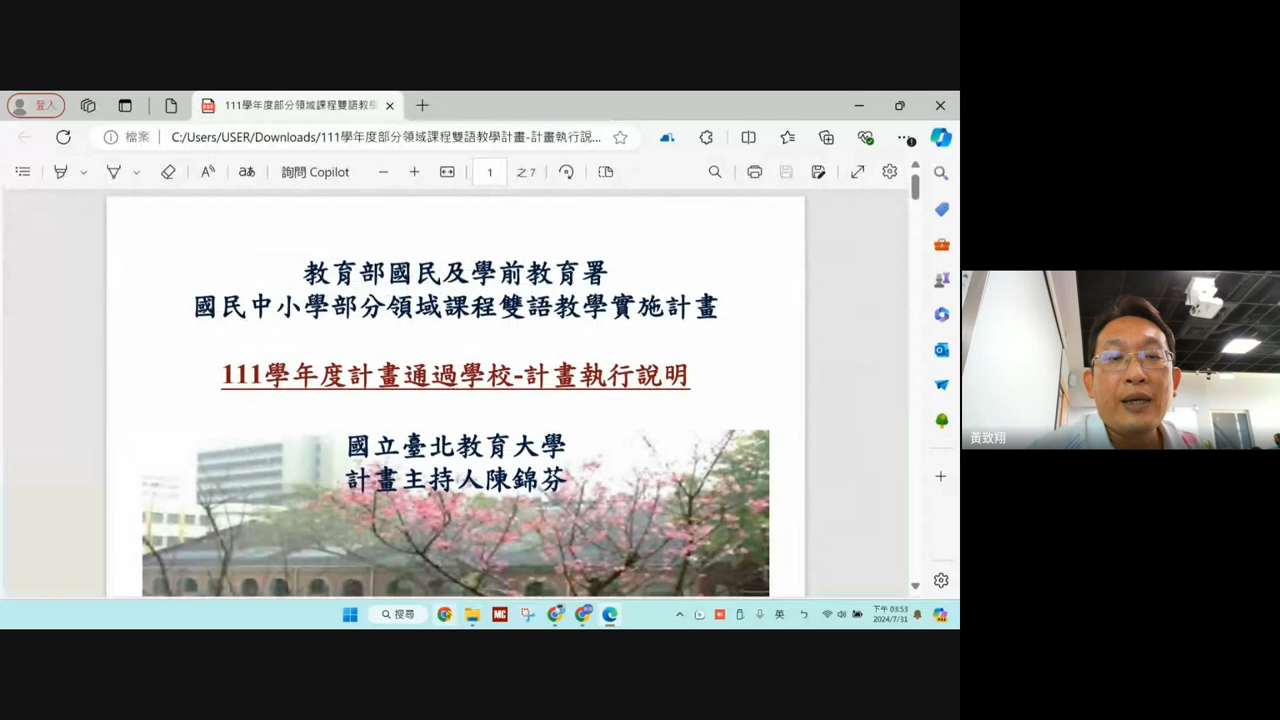 登入
111學年度部分領域課程雙語教學
檔案
C:/Users/USER/Downloads/111學年度部分領域課程雙語教學計畫-計畫執行說...
aあ
詢問 Copilot
1
之 7
教育部國民及學前教育署
國民中小學部分領域課程雙語教學實施計畫
111學年度計畫通過學校-計畫執行說明
國立臺北教育大學
計畫主持人陳錦芬
黃致翔
搜尋
MC
英
下午 03:53
2024/7/31